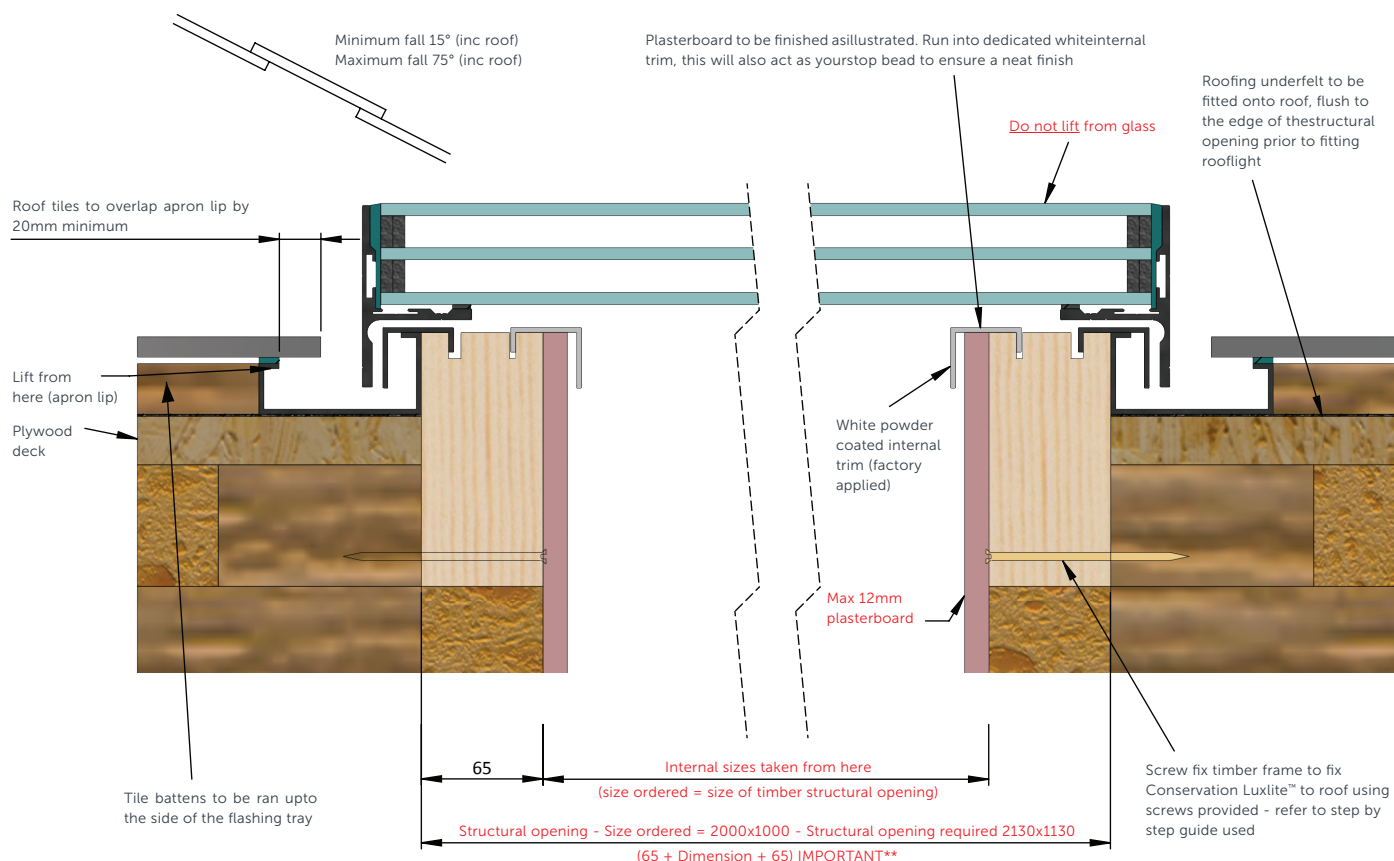 Minimum fall 15° (inc roof)
Maximum fall 75° (inc roof)
Plasterboard to be finished asillustrated. Run into dedicated whiteinternal
trim, this will also act as yourstop bead to ensure a neat finish
Roofing underfelt to be
fitted onto roof, flush to
the edge of thestructural
opening prior to fitting
rooflight
Do not lift from glass
Roof tiles to overlap apron lip by
20mm minimum
Lift from
here (apron lip)
Plywood
deck
White powder
coated internal
trim (factory
applied)
Max 12mm
plasterboard
65
Internal sizes taken from here
(size ordered = size of timber structural opening)
Tile battens to be ran upto
the side of the flashing tray
Screw fix timber frame to fix
Conservation Luxlite™ to roof using
screws provided - refer to step by
step guide used
Structural opening - Size ordered = 2000x1000 - Structural opening required 2130x1130
(65 + Dimension + 65) IMPORTANT**